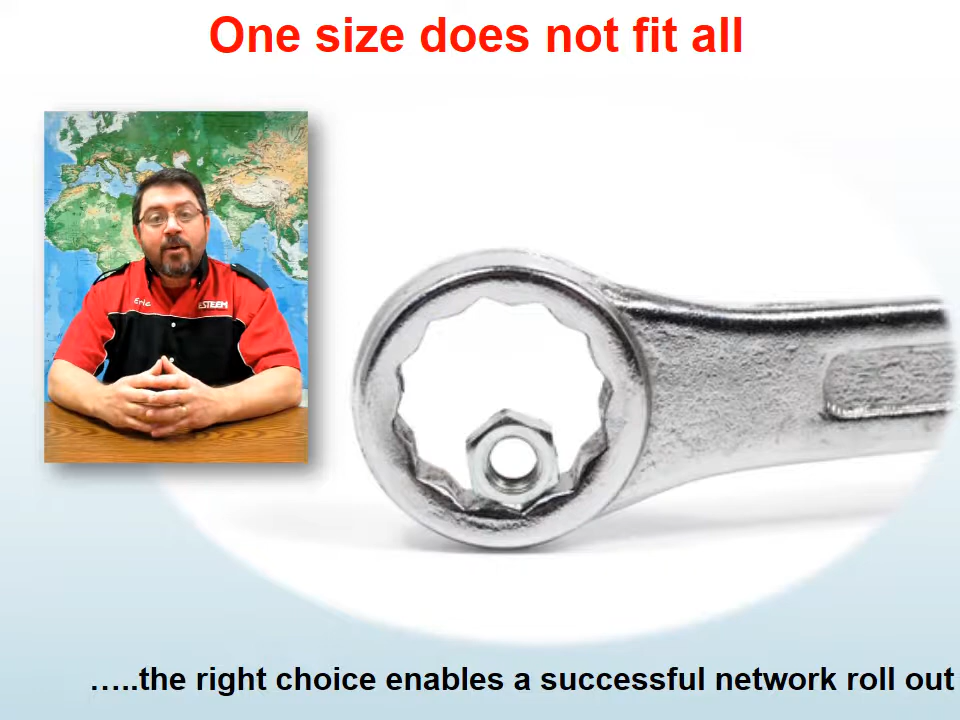 One size does not fit all
Eric
ESTEEM
…..the right choice enables a successful network roll out